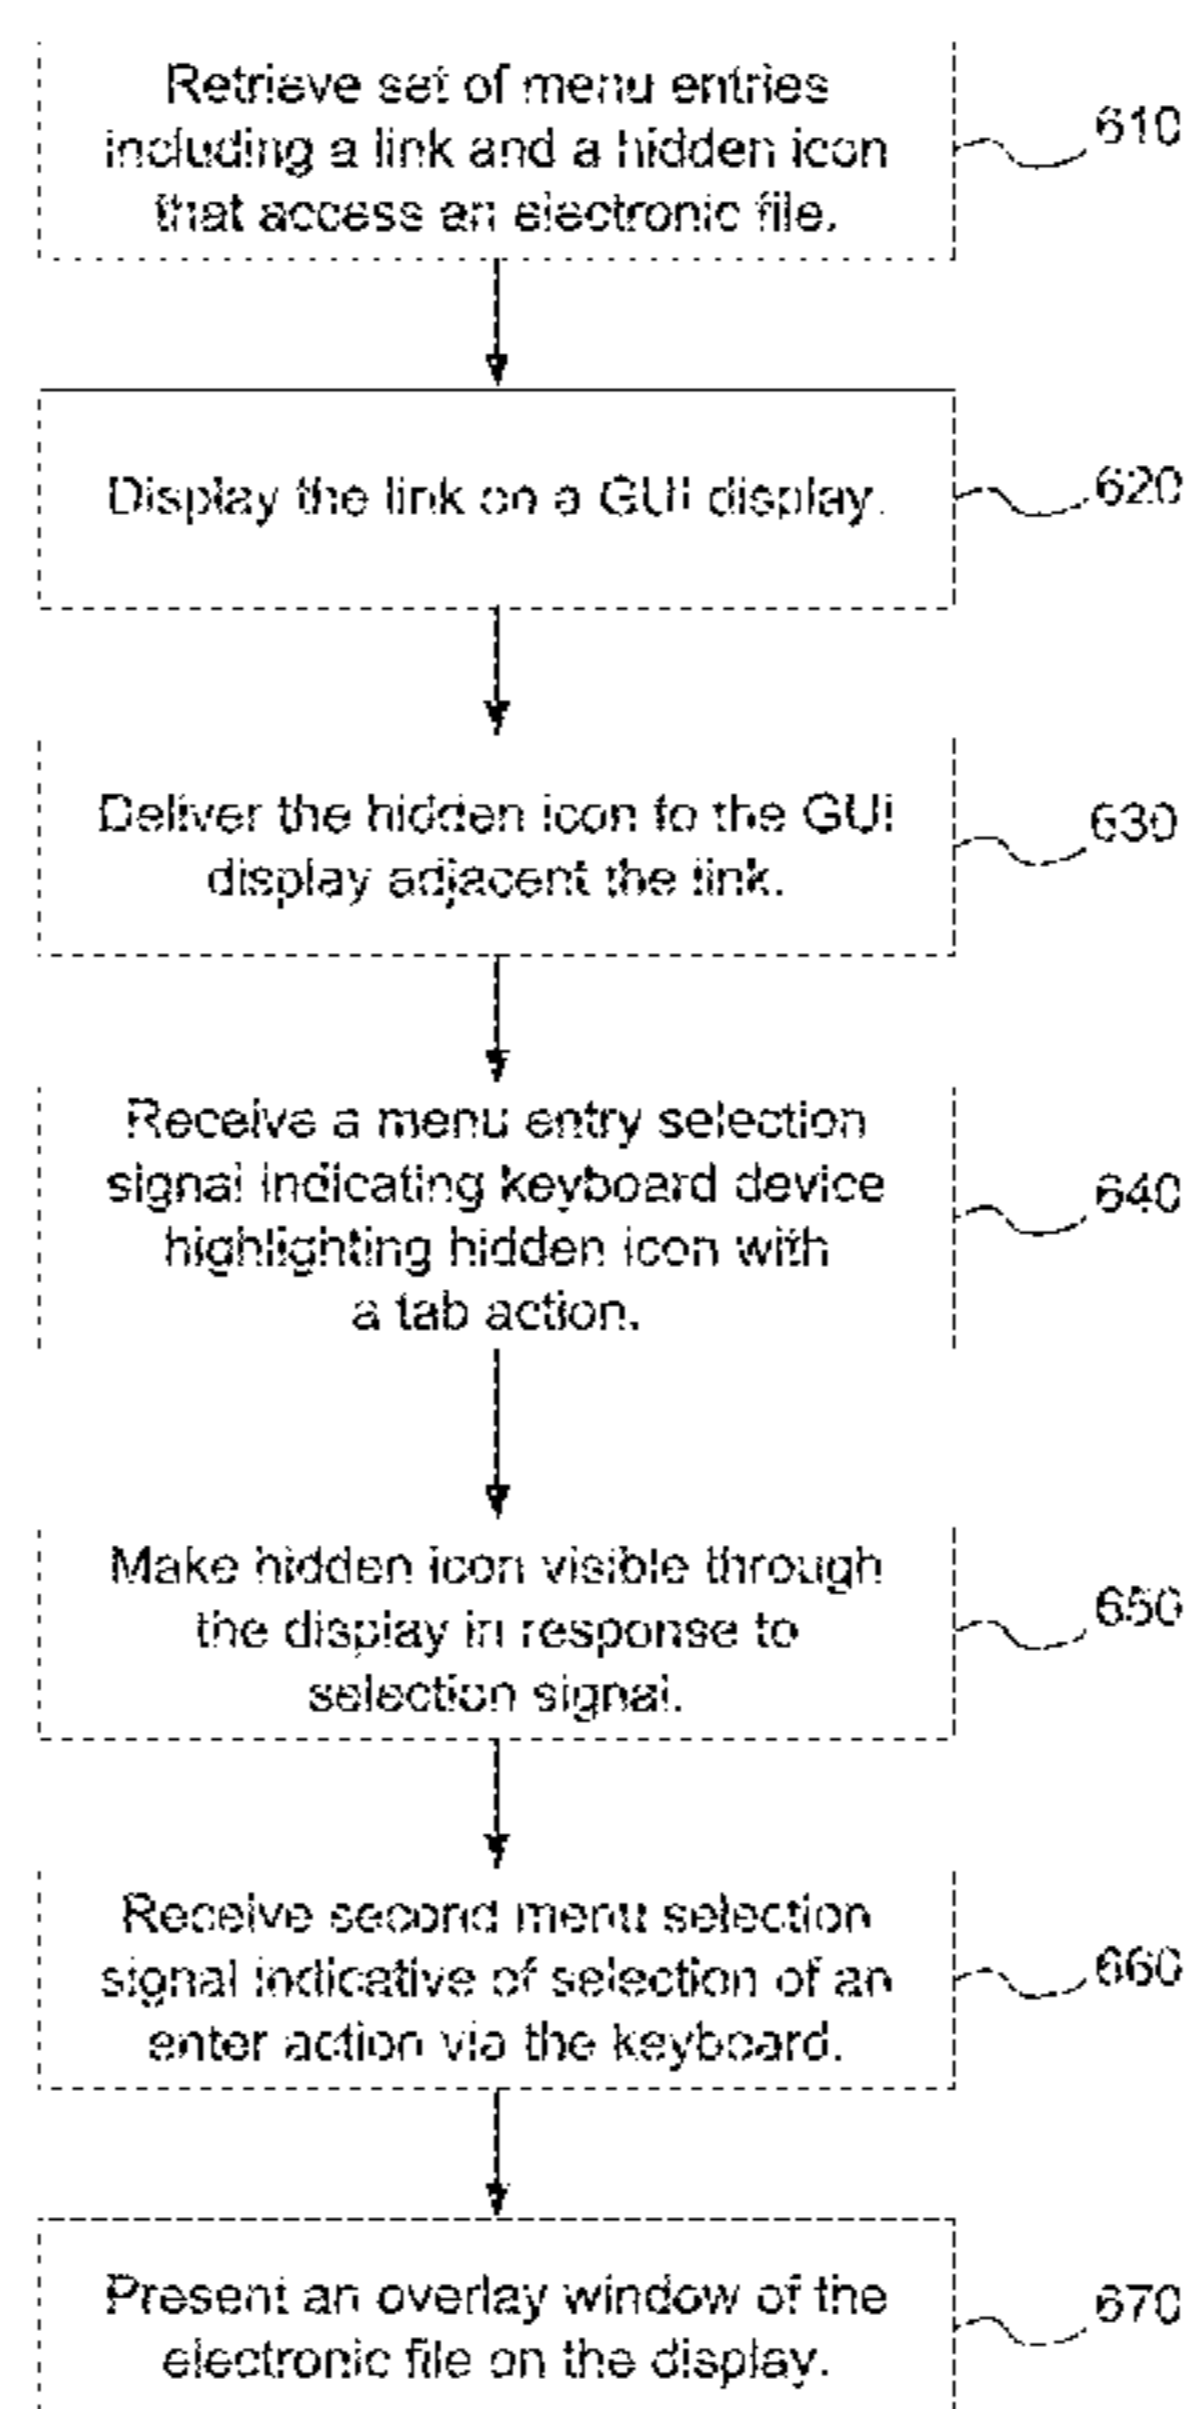 Retrieve set of menu entries
including a link and a hidden icon
that access an electronic file.
610
Display the link on a GUI display.
620
Deliver the hidden icon to the GUI
display adjacent the link.
630
Receive a menu entry selection
signal indicating keyboard device
highlighting hidden icon with
a tab action.
640
Make hidden icon visible through
the display in response to
selection signal.
650
Receive second menu selection
signal indicative of selection of an
enter action via the keyboard.
660
Present an overlay window of the
electronic file on the display.
670